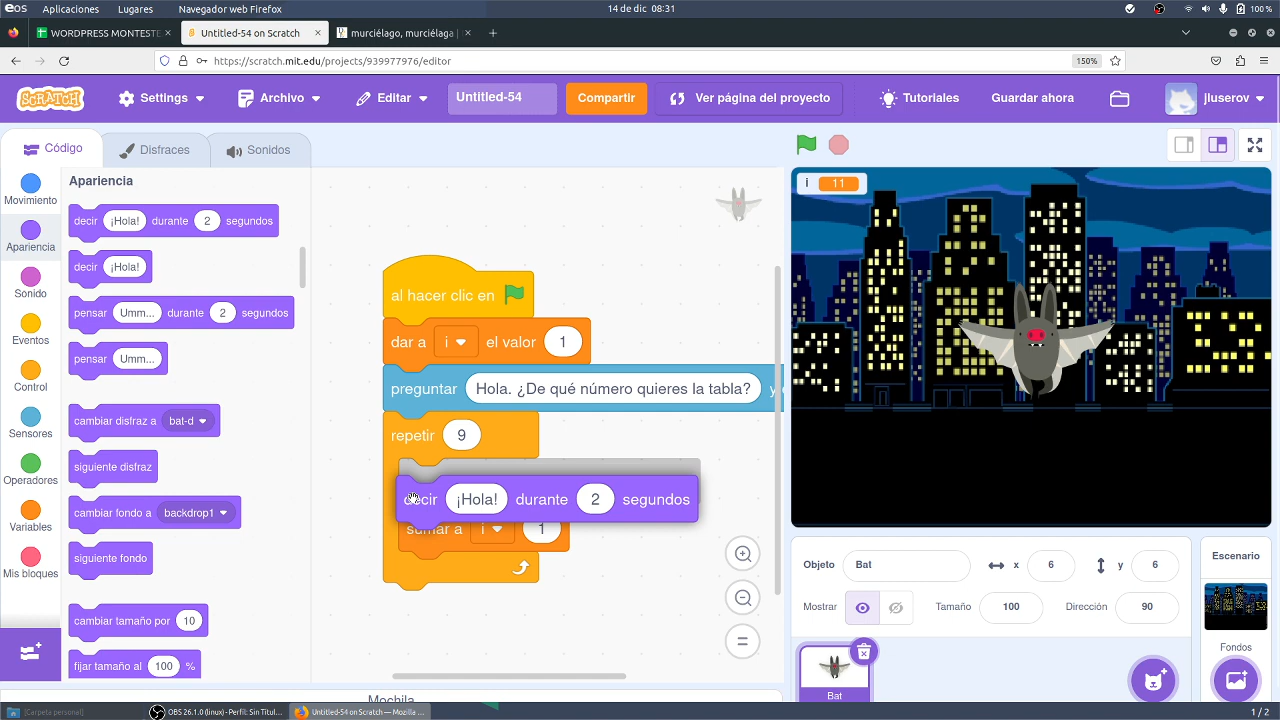 eos Aplicaciones Lugares Navegador web Firefox 14 de dic 08:31 100 %
WORDPRESS MONTESTE × Untitled-54 on Scratch × murciélago, murciélaga | × +
https://scratch.mit.edu/projects/939977976/editor 150%
SCRATCH Settings Archivo Editar Untitled-54 Compartir Ver página del proyecto Tutoriales Guardar ahora jluserov
Código Disfraces Sonidos
Movimiento
Apariencia
Sonido
Eventos
Control
Sensores
Operadores
Variables
Mis bloques
Apariencia
decir ¡Hola! durante 2 segundos
decir ¡Hola!
pensar Umm... durante 2 segundos
pensar Umm...
cambiar disfraz a bat-d
siguiente disfraz
cambiar fondo a backdrop1
siguiente fondo
cambiar tamaño por 10
fijar tamaño al 100 %
al hacer clic en
dar a i el valor 1
preguntar Hola. ¿De qué número quieres la tabla? y
repetir 9
decir ¡Hola! durante 2 segundos
sumar a i 1
i 11
Objeto Bat x 6 y 6
Mostrar Tamaño 100 Dirección 90
Bat
Escenario
Fondos
Mochila
[Carpeta personal] OBS 26.1.0 (linux) - Perfil: Sin Titul... Untitled-54 on Scratch — Mozilla ... 1 / 2